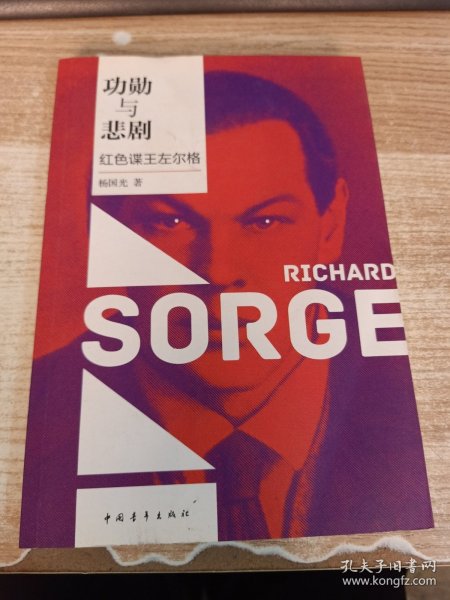 功勋
与
悲剧
红色谍王左尔格
杨国光 著
RICHARD
SORGE
中国青年出版社
孔夫子旧书网
www.kongfz.com